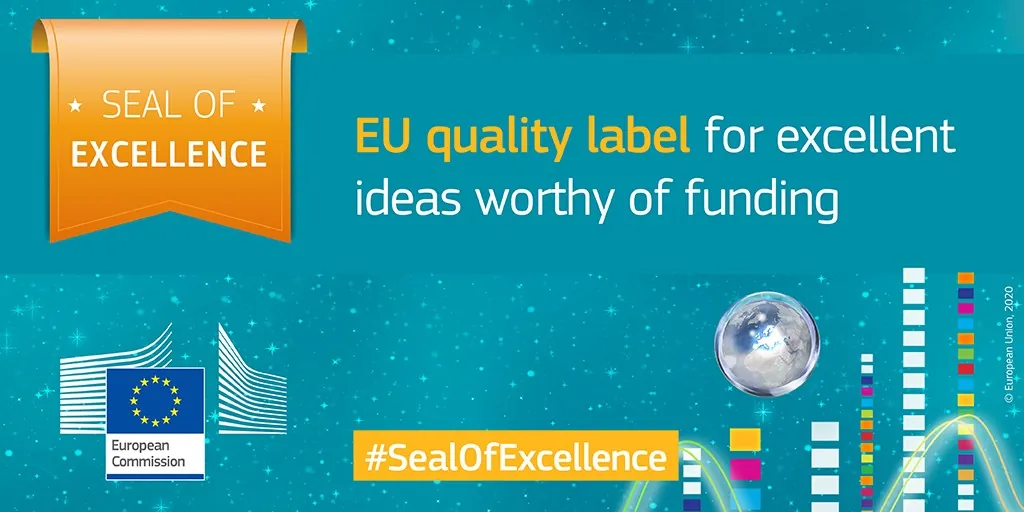 ★ SEAL OF ★
EXCELLENCE
EU quality label for excellent
ideas worthy of funding
European
Commission
#SealOfExcellence
© European Union, 2020